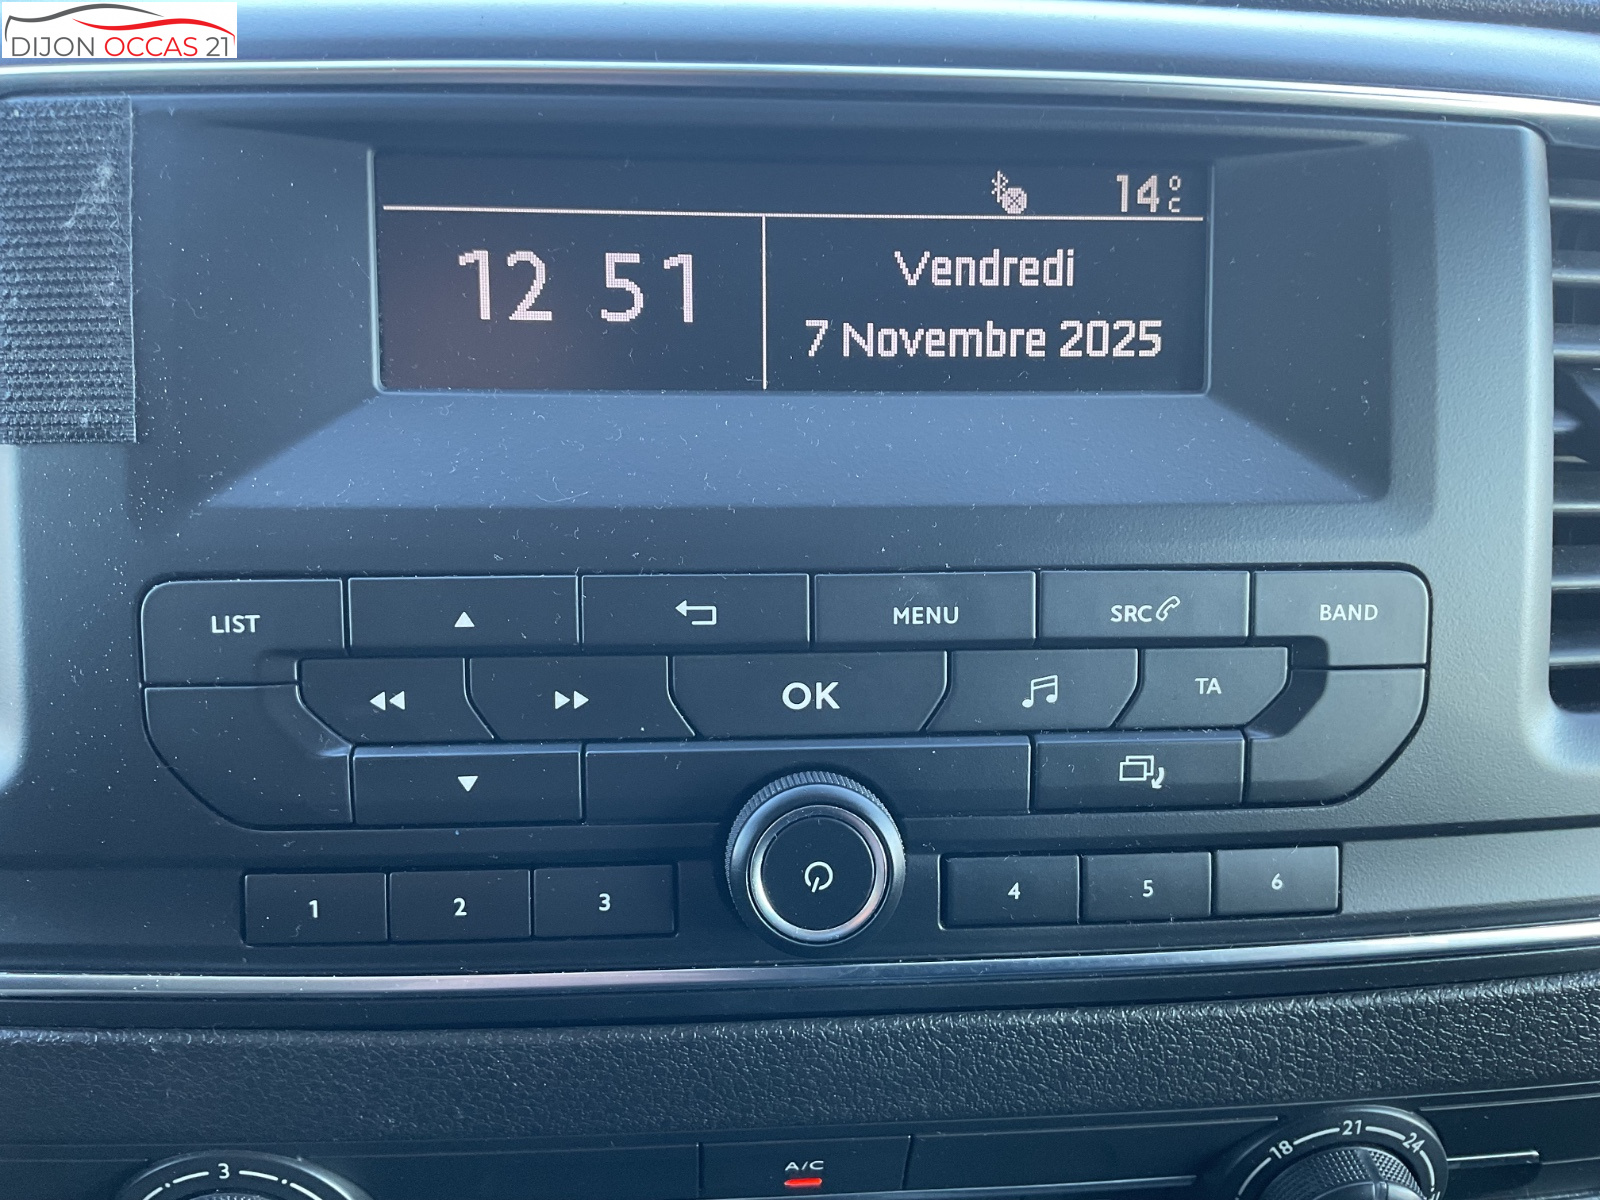 DIJON OCCAS 21
14°C
12 51
Vendredi
7 Novembre 2025
LIST
MENU
SRC
BAND
OK
TA
1
2
3
4
5
6
3
A/C
18
21
24